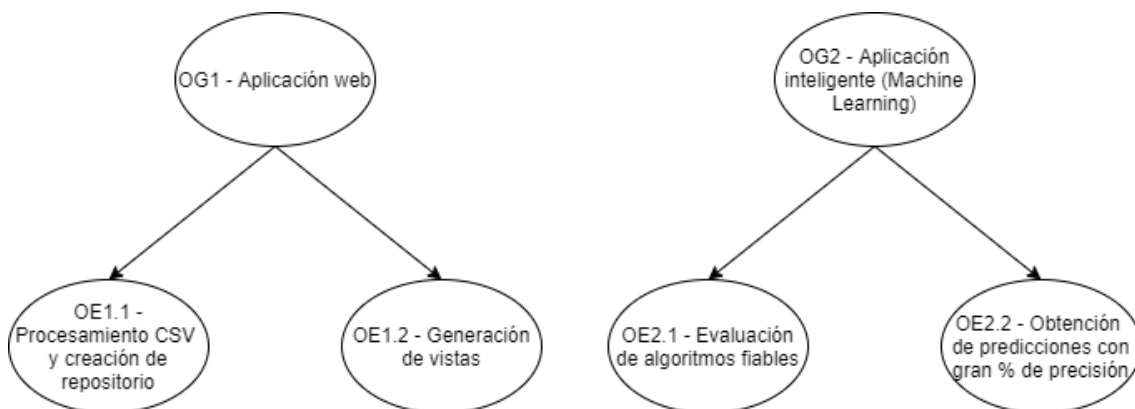 OG1 - Aplicación web
OG2 - Aplicación
inteligente (Machine
Learning)
OE1.1 -
Procesamiento CSV
y creación de
repositorio
OE1.2 - Generación
de vistas
OE2.1 - Evaluación
de algoritmos fiables
OE2.2 - Obtención
de predicciones con
gran % de precisión